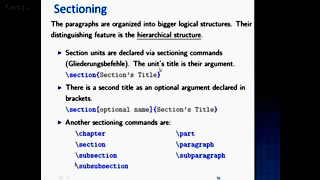 Sectioning
The paragraphs are organized into bigger logical structures. Their
distinguishing feature is the hierarchical structure.
Section units are declared via sectioning commands
(Gliederungsbefehle). The unit's title is their argument.
\section{Section's Title}
There is a second title as an optional argument declared in
brackets.
\section[optional name]{Section's Title}
Another sectioning commands are:
\chapter \part
\section \paragraph
\subsection \subparagraph
\subsubsection